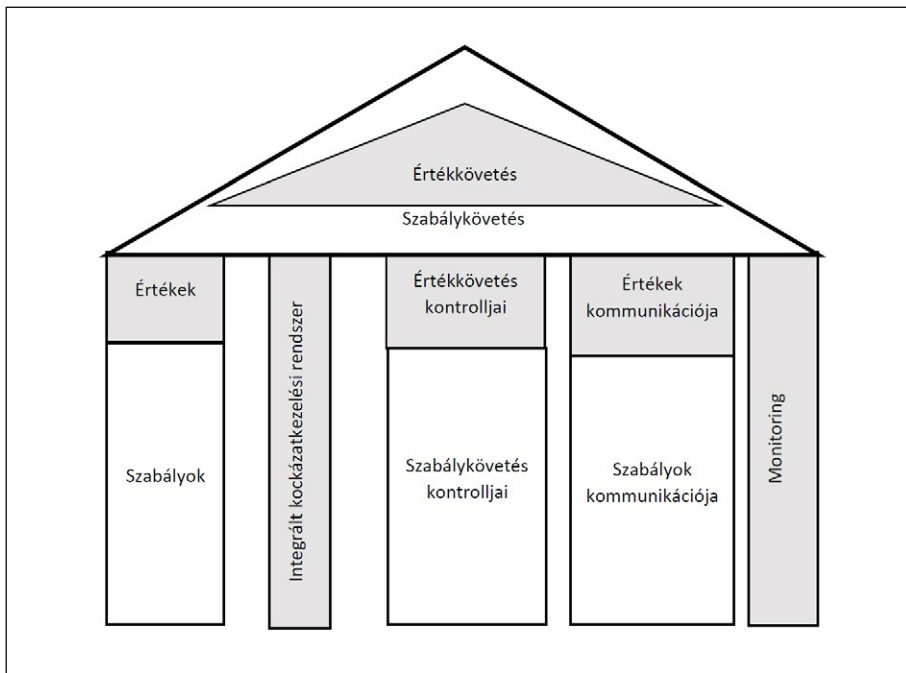 Értékkövetés
Szabálykövetés
Értékek
Szabályok
Integrált kockázatkezelési rendszer
Értékkövetés
kontrolljai
Szabálykövetés
kontrolljai
Értékek
kommunikációja
Szabályok
kommunikációja
Monitoring